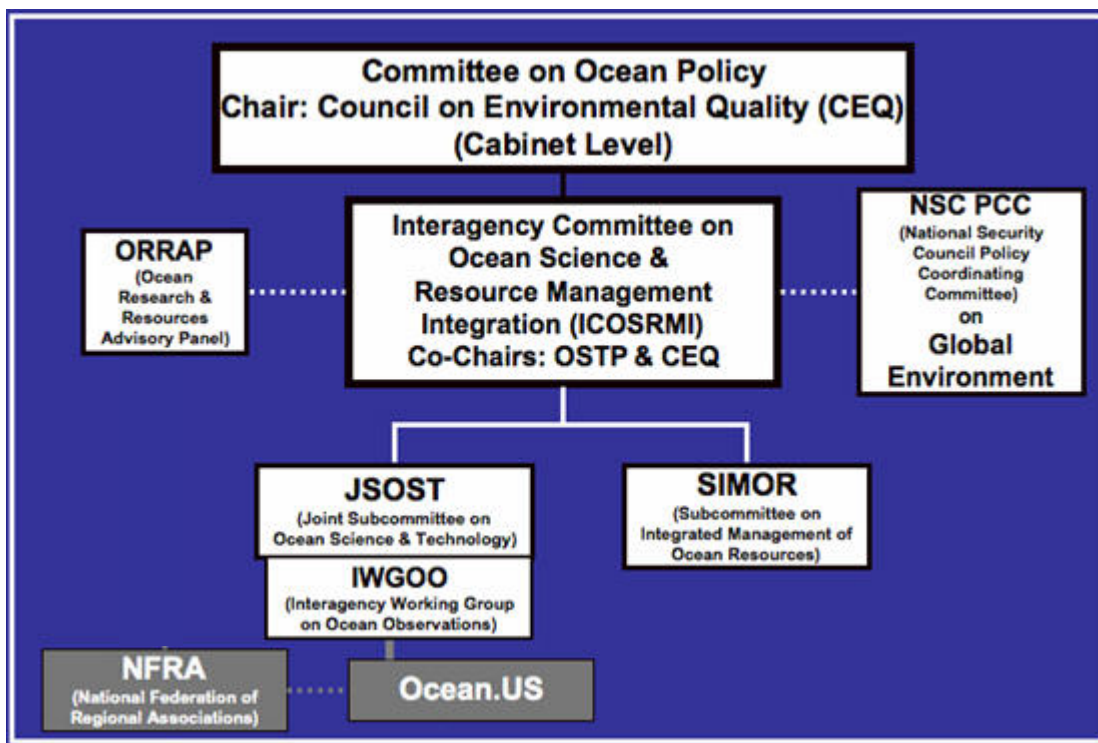 Committee on Ocean Policy
Chair: Council on Environmental Quality (CEQ)
(Cabinet Level)
Interagency Committee on
Ocean Science &
Resource Management
Integration (ICOSRMI)
Co-Chairs: OSTP & CEQ
ORRAP
(Ocean
Research &
Resources
Advisory Panel)
NSC PCC
(National Security
Council Policy
Coordinating
Committee)
on
Global
Environment
JSOST
(Joint Subcommittee on
Ocean Science & Technology)
SIMOR
(Subcommittee on
Integrated Management of
Ocean Resources)
IWGOO
(Interagency Working Group
on Ocean Observations)
NFRA
(National Federation of
Regional Associations)
Ocean.US